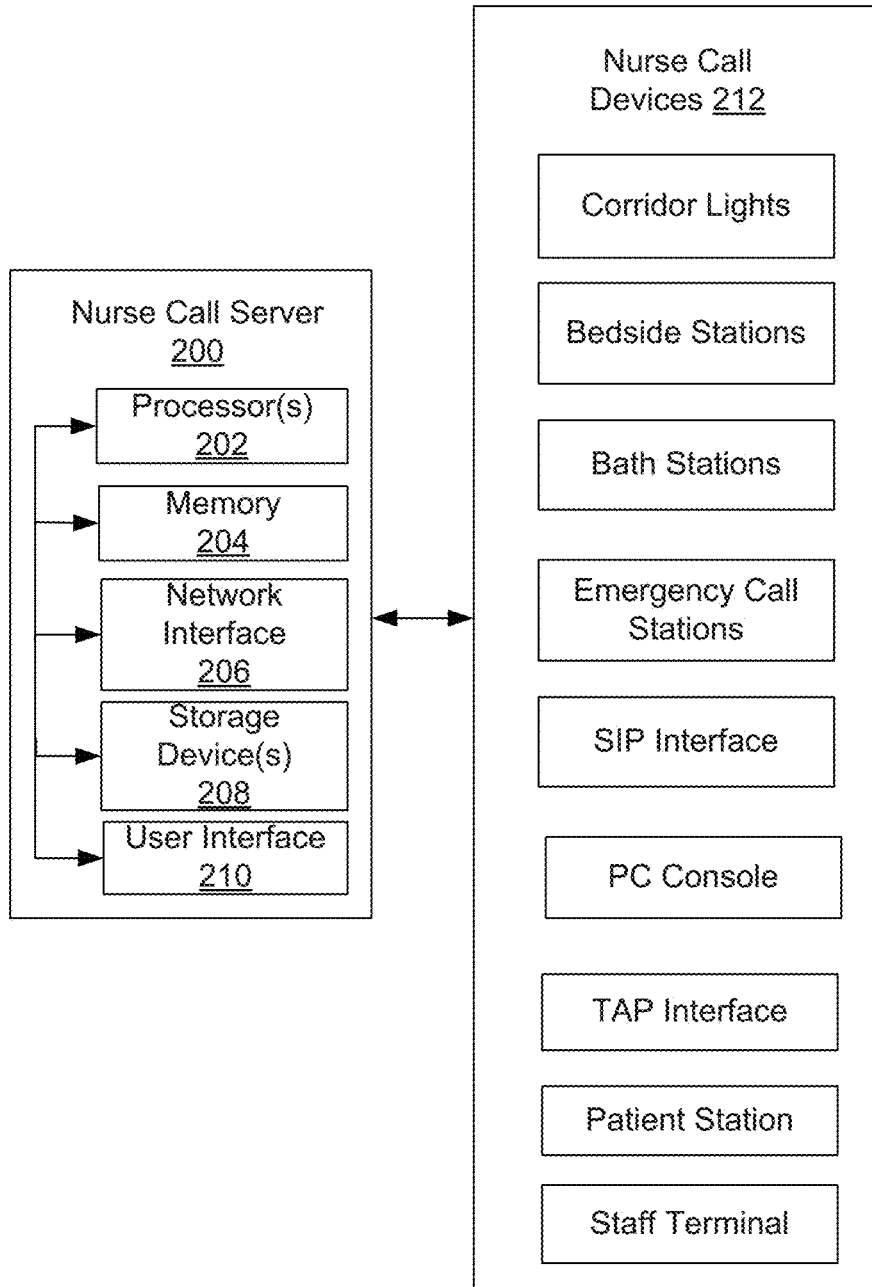 Nurse Call Server
200
Processor(s)
202
Memory
204
Network
Interface
206
Storage
Device(s)
208
User Interface
210
Nurse Call
Devices 212
Corridor Lights
Bedside Stations
Bath Stations
Emergency Call
Stations
SIP Interface
PC Console
TAP Interface
Patient Station
Staff Terminal